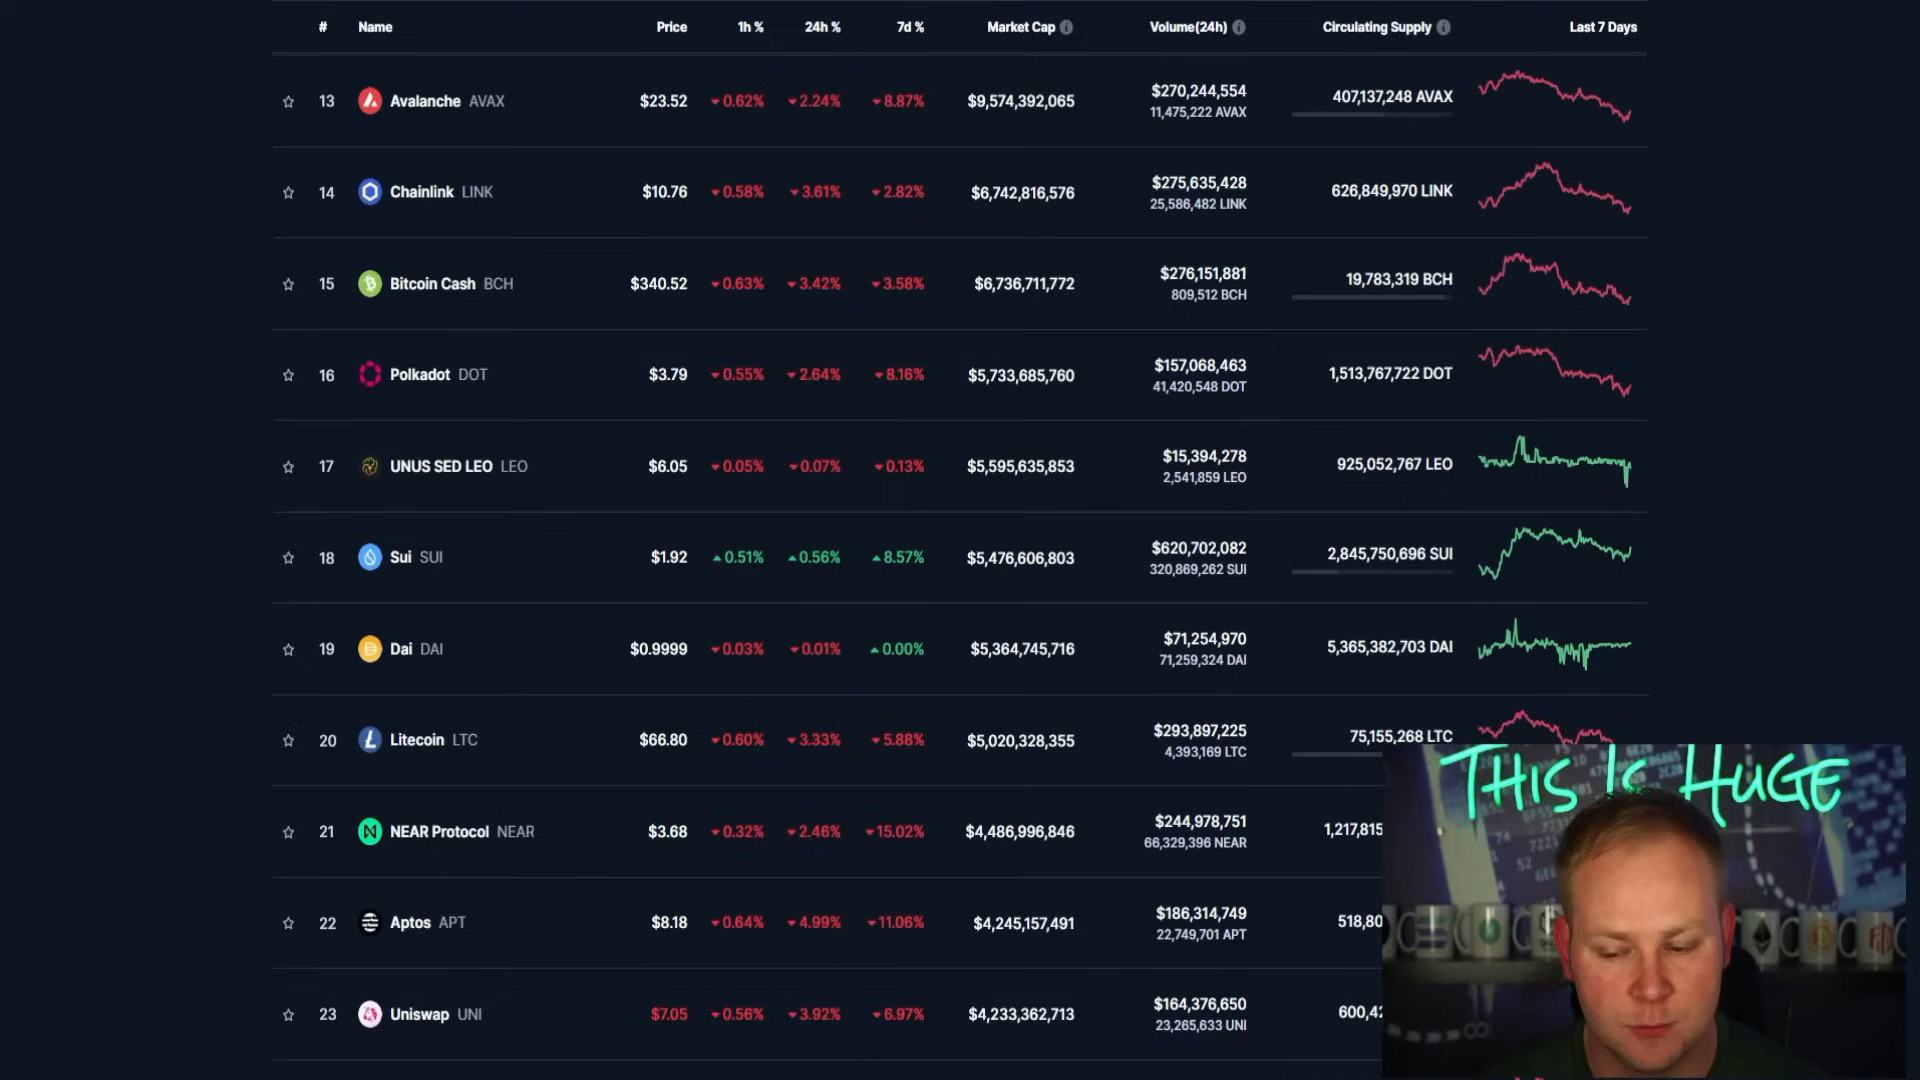 # Name Price 1h % 24h % 7d % Market Cap Volume(24h) Circulating Supply Last 7 Days
13 Avalanche AVAX $23.52 0.62% 2.24% 8.87% $9,574,392,065 $270,244,554 407,137,248 AVAX
11,475,222 AVAX
14 Chainlink LINK $10.76 0.58% 3.61% 2.82% $6,742,816,576 $275,635,428 626,849,970 LINK
25,586,482 LINK
15 Bitcoin Cash BCH $340.52 0.63% 3.42% 3.58% $6,736,711,772 $276,151,881 19,783,319 BCH
809,512 BCH
16 Polkadot DOT $3.79 0.55% 2.64% 8.16% $5,733,685,760 $157,068,463 1,513,767,722 DOT
41,420,548 DOT
17 UNUS SED LEO LEO $6.05 0.05% 0.07% 0.13% $5,595,635,853 $15,394,278 925,052,767 LEO
2,541,859 LEO
18 Sui SUI $1.92 0.51% 0.56% 8.57% $5,476,606,803 $620,702,082 2,845,750,696 SUI
320,869,262 SUI
19 Dai DAI $0.9999 0.03% 0.01% 0.00% $5,364,745,716 $71,254,970 5,365,382,703 DAI
71,259,324 DAI
20 Litecoin LTC $66.80 0.60% 3.33% 5.88% $5,020,328,355 $293,897,225 75,155,268 LTC
4,393,169 LTC
21 NEAR Protocol NEAR $3.68 0.32% 2.46% 15.02% $4,486,996,846 $244,978,751 1,217,815
66,329,396 NEAR
22 Aptos APT $8.18 0.64% 4.99% 11.06% $4,245,157,491 $186,314,749 518,80
22,749,701 APT
23 Uniswap UNI $7.05 0.56% 3.92% 6.97% $4,233,362,713 $164,376,650 600,42
23,265,633 UNI
THIS IS HUGE